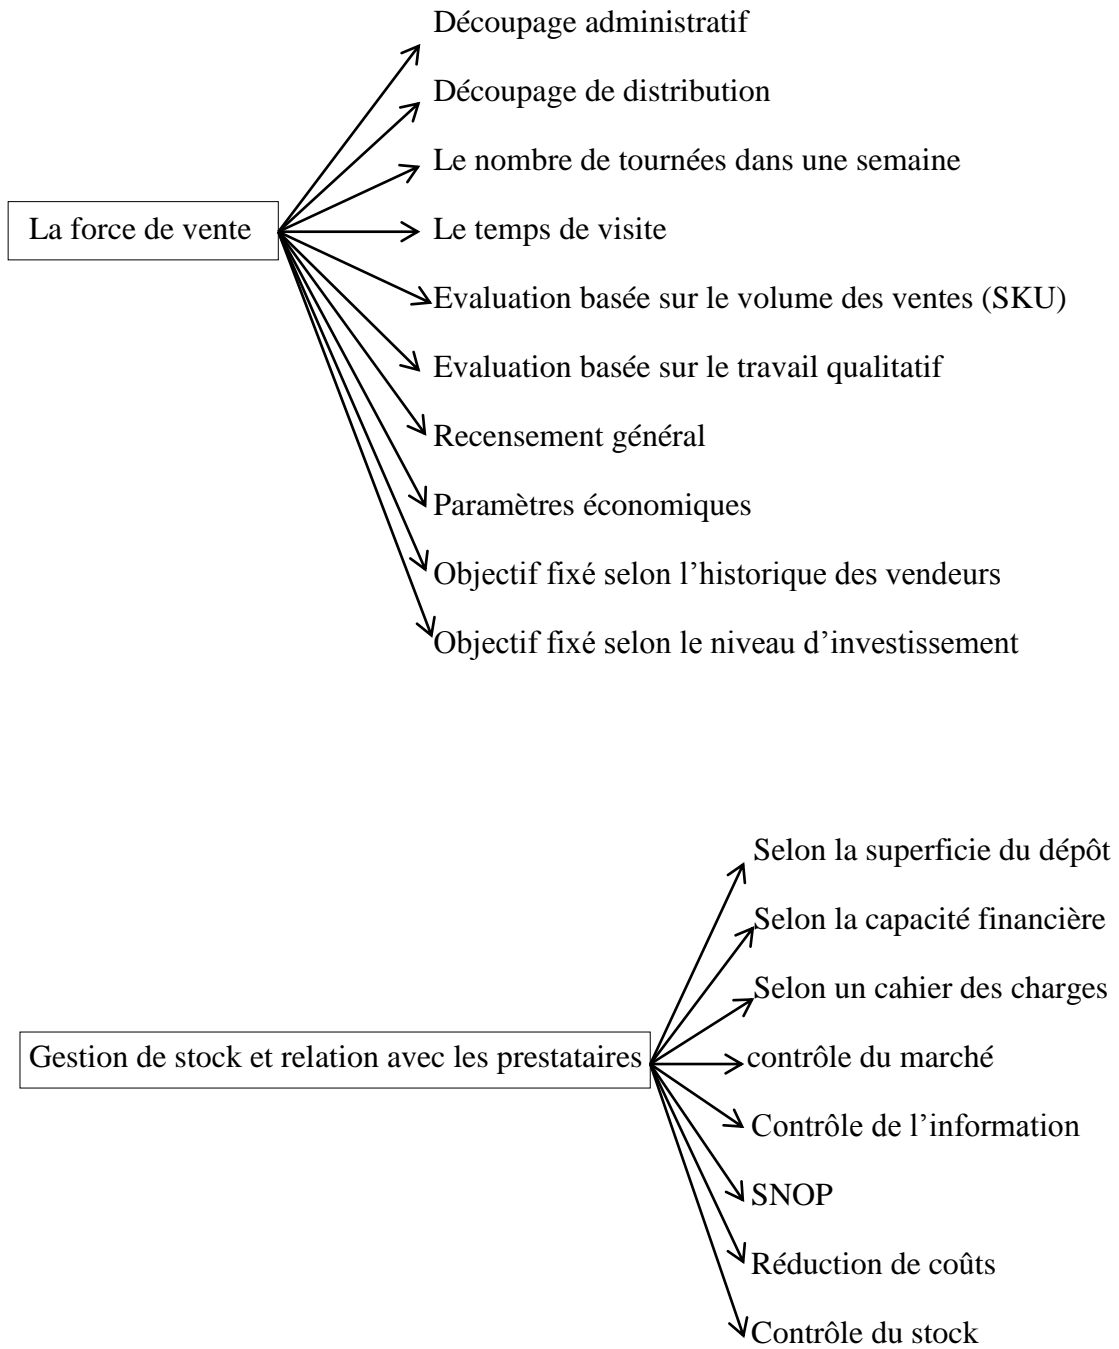 Découpage administratif
Découpage de distribution
Le nombre de tournées dans une semaine
La force de vente
Le temps de visite
Evaluation basée sur le volume des ventes (SKU)
Evaluation basée sur le travail qualitatif
Recensement général
Paramètres économiques
Objectif fixé selon l’historique des vendeurs
Objectif fixé selon le niveau d’investissement
Selon la superficie du dépôt
Selon la capacité financière
Selon un cahier des charges
Gestion de stock et relation avec les prestataires
contrôle du marché
Contrôle de l’information
SNOP
Réduction de coûts
Contrôle du stock